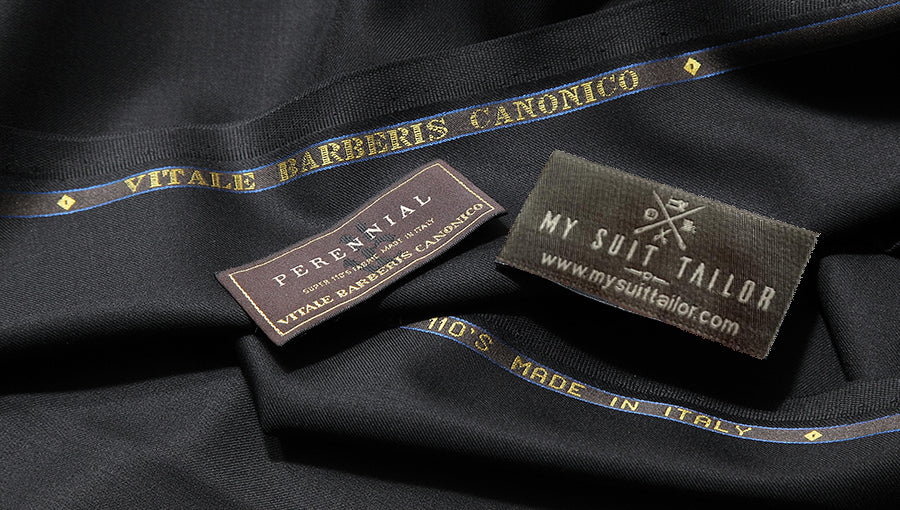 VITALE BARBERIS CANONICO
PERENNIAL
SUPER 110'S FABRIC MADE IN ITALY
VITALE BARBERIS CANONICO
MY SUIT TAILOR
www.mysuittailor.com
110'S MADE IN ITALY